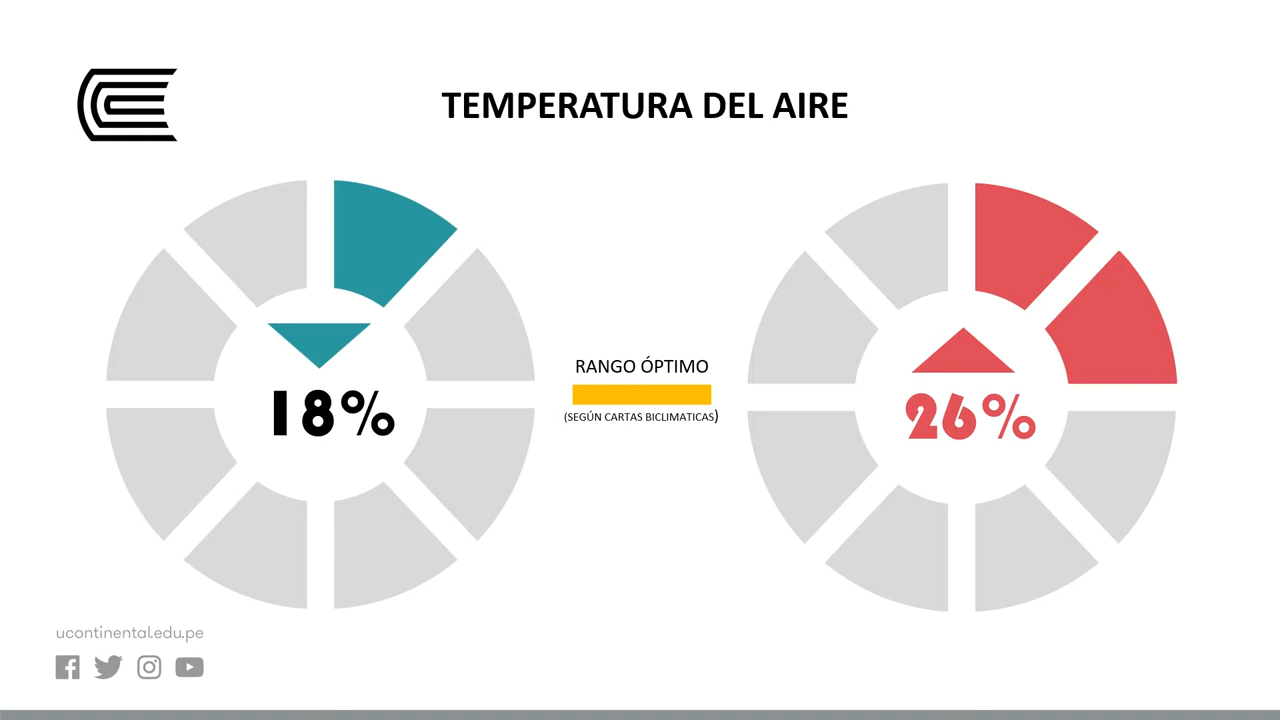 TEMPERATURA DEL AIRE
RANGO ÓPTIMO
(SEGÚN CARTAS BICLIMATICAS)
18%
26%
ucontinental.edu.pe